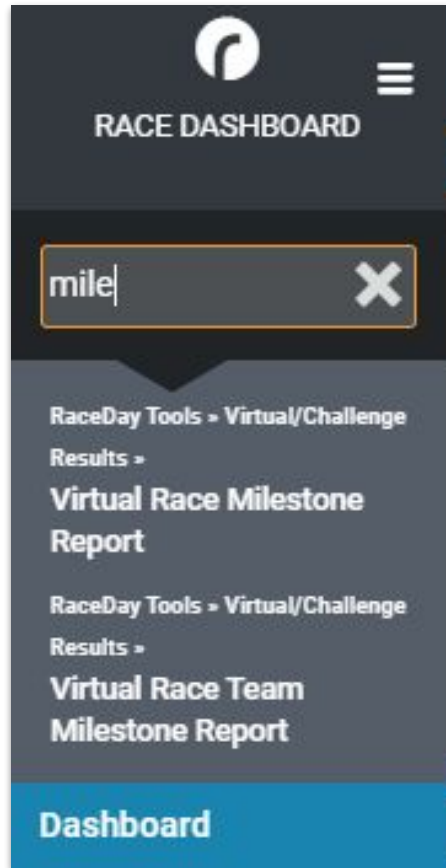 RACE DASHBOARD
mile
RaceDay Tools » Virtual/Challenge
Results »
Virtual Race Milestone
Report
RaceDay Tools » Virtual/Challenge
Results »
Virtual Race Team
Milestone Report
Dashboard